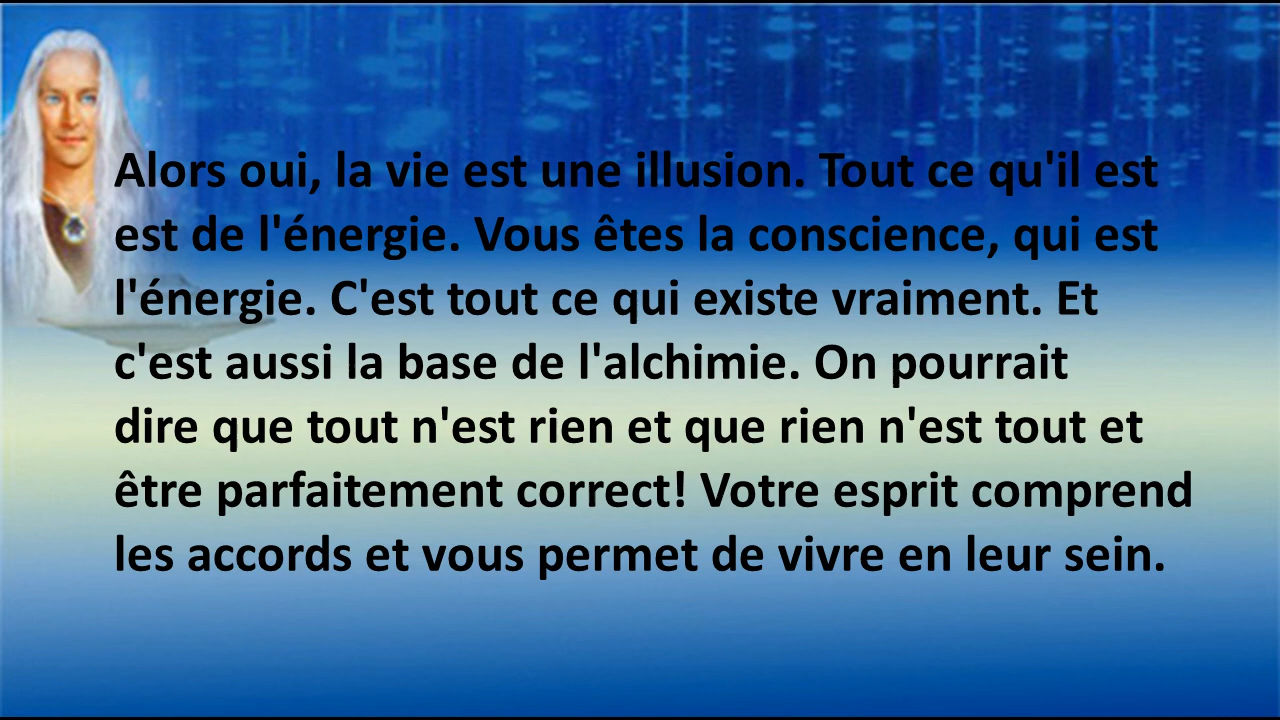 Alors oui, la vie est une illusion. Tout ce qu'il est
est de l'énergie. Vous êtes la conscience, qui est
l'énergie. C'est tout ce qui existe vraiment. Et
c'est aussi la base de l'alchimie. On pourrait
dire que tout n'est rien et que rien n'est tout et
être parfaitement correct! Votre esprit comprend
les accords et vous permet de vivre en leur sein.